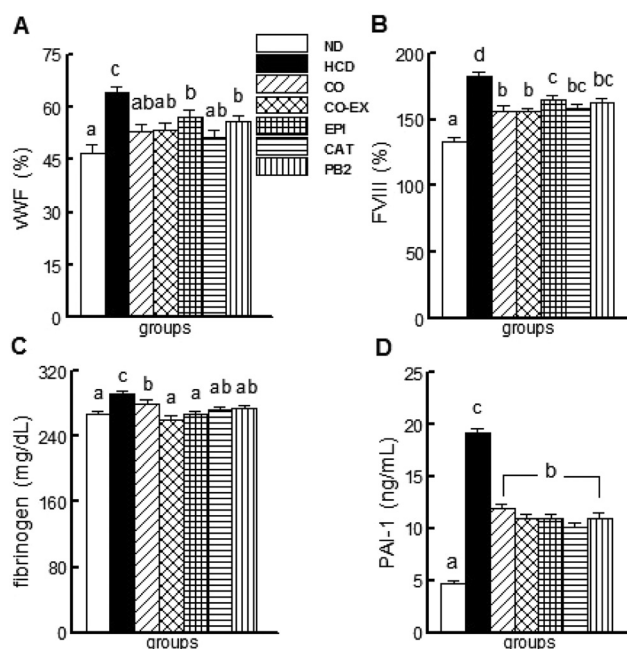 A
vWF (%)
75
60
45
30
15
0
a
c
ab
ab
b
ab
b
groups
ND
HCD
CO
CO-EX
EPI
CAT
PB2
B
FVIII (%)
200
150
100
50
0
a
d
b
b
c
bc
bc
groups
C
fibrinogen (mg/dL)
320
240
160
80
0
a
c
b
a
a
ab
ab
groups
D
PAI-1 (ng/mL)
25
20
15
10
5
0
a
c
b
groups